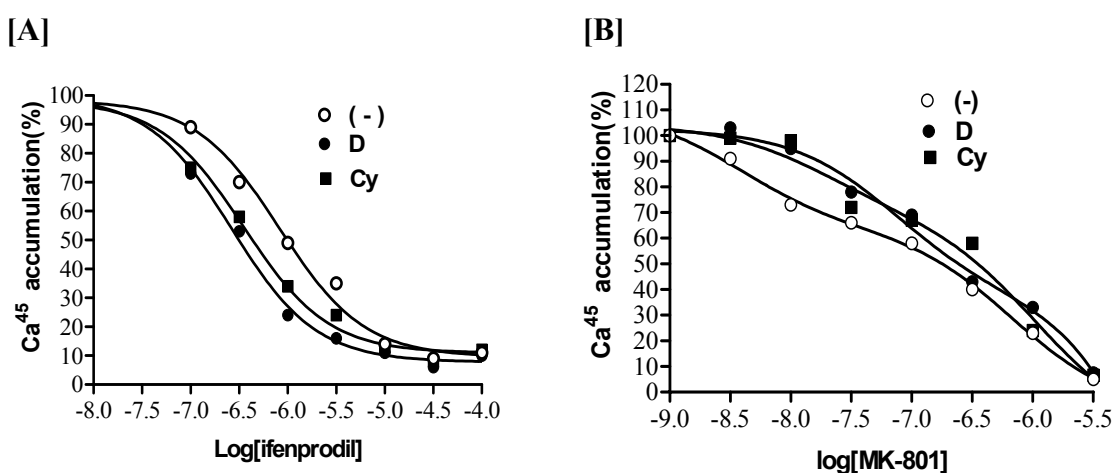 [A]
Ca⁴⁵ accumulation(%)
100
90
80
70
60
50
40
30
20
10
0
(-)
D
Cy
-8.0 -7.5 -7.0 -6.5 -6.0 -5.5 -5.0 -4.5 -4.0
Log[ifenprodil]
[B]
Ca⁴⁵ accumulation(%)
120
110
100
90
80
70
60
50
40
30
20
10
0
(-)
D
Cy
-9.0 -8.5 -8.0 -7.5 -7.0 -6.5 -6.0 -5.5
log[MK-801]